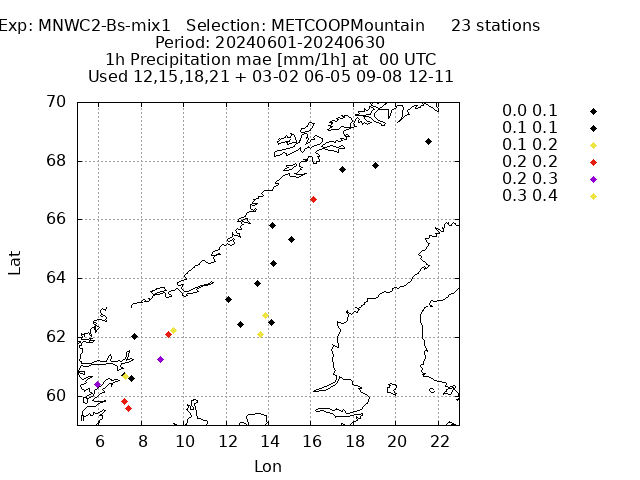 Exp: MNWC2-Bs-mix1 Selection: METCOOPMountain 23 stations
Period: 20240601-20240630
1h Precipitation mae [mm/1h] at 00 UTC
Used 12,15,18,21 + 03-02 06-05 09-08 12-11
70
68
66
64
62
60
Lat
6 8 10 12 14 16 18 20 22
Lon
0.0 0.1
0.1 0.1
0.1 0.2
0.2 0.2
0.2 0.3
0.3 0.4